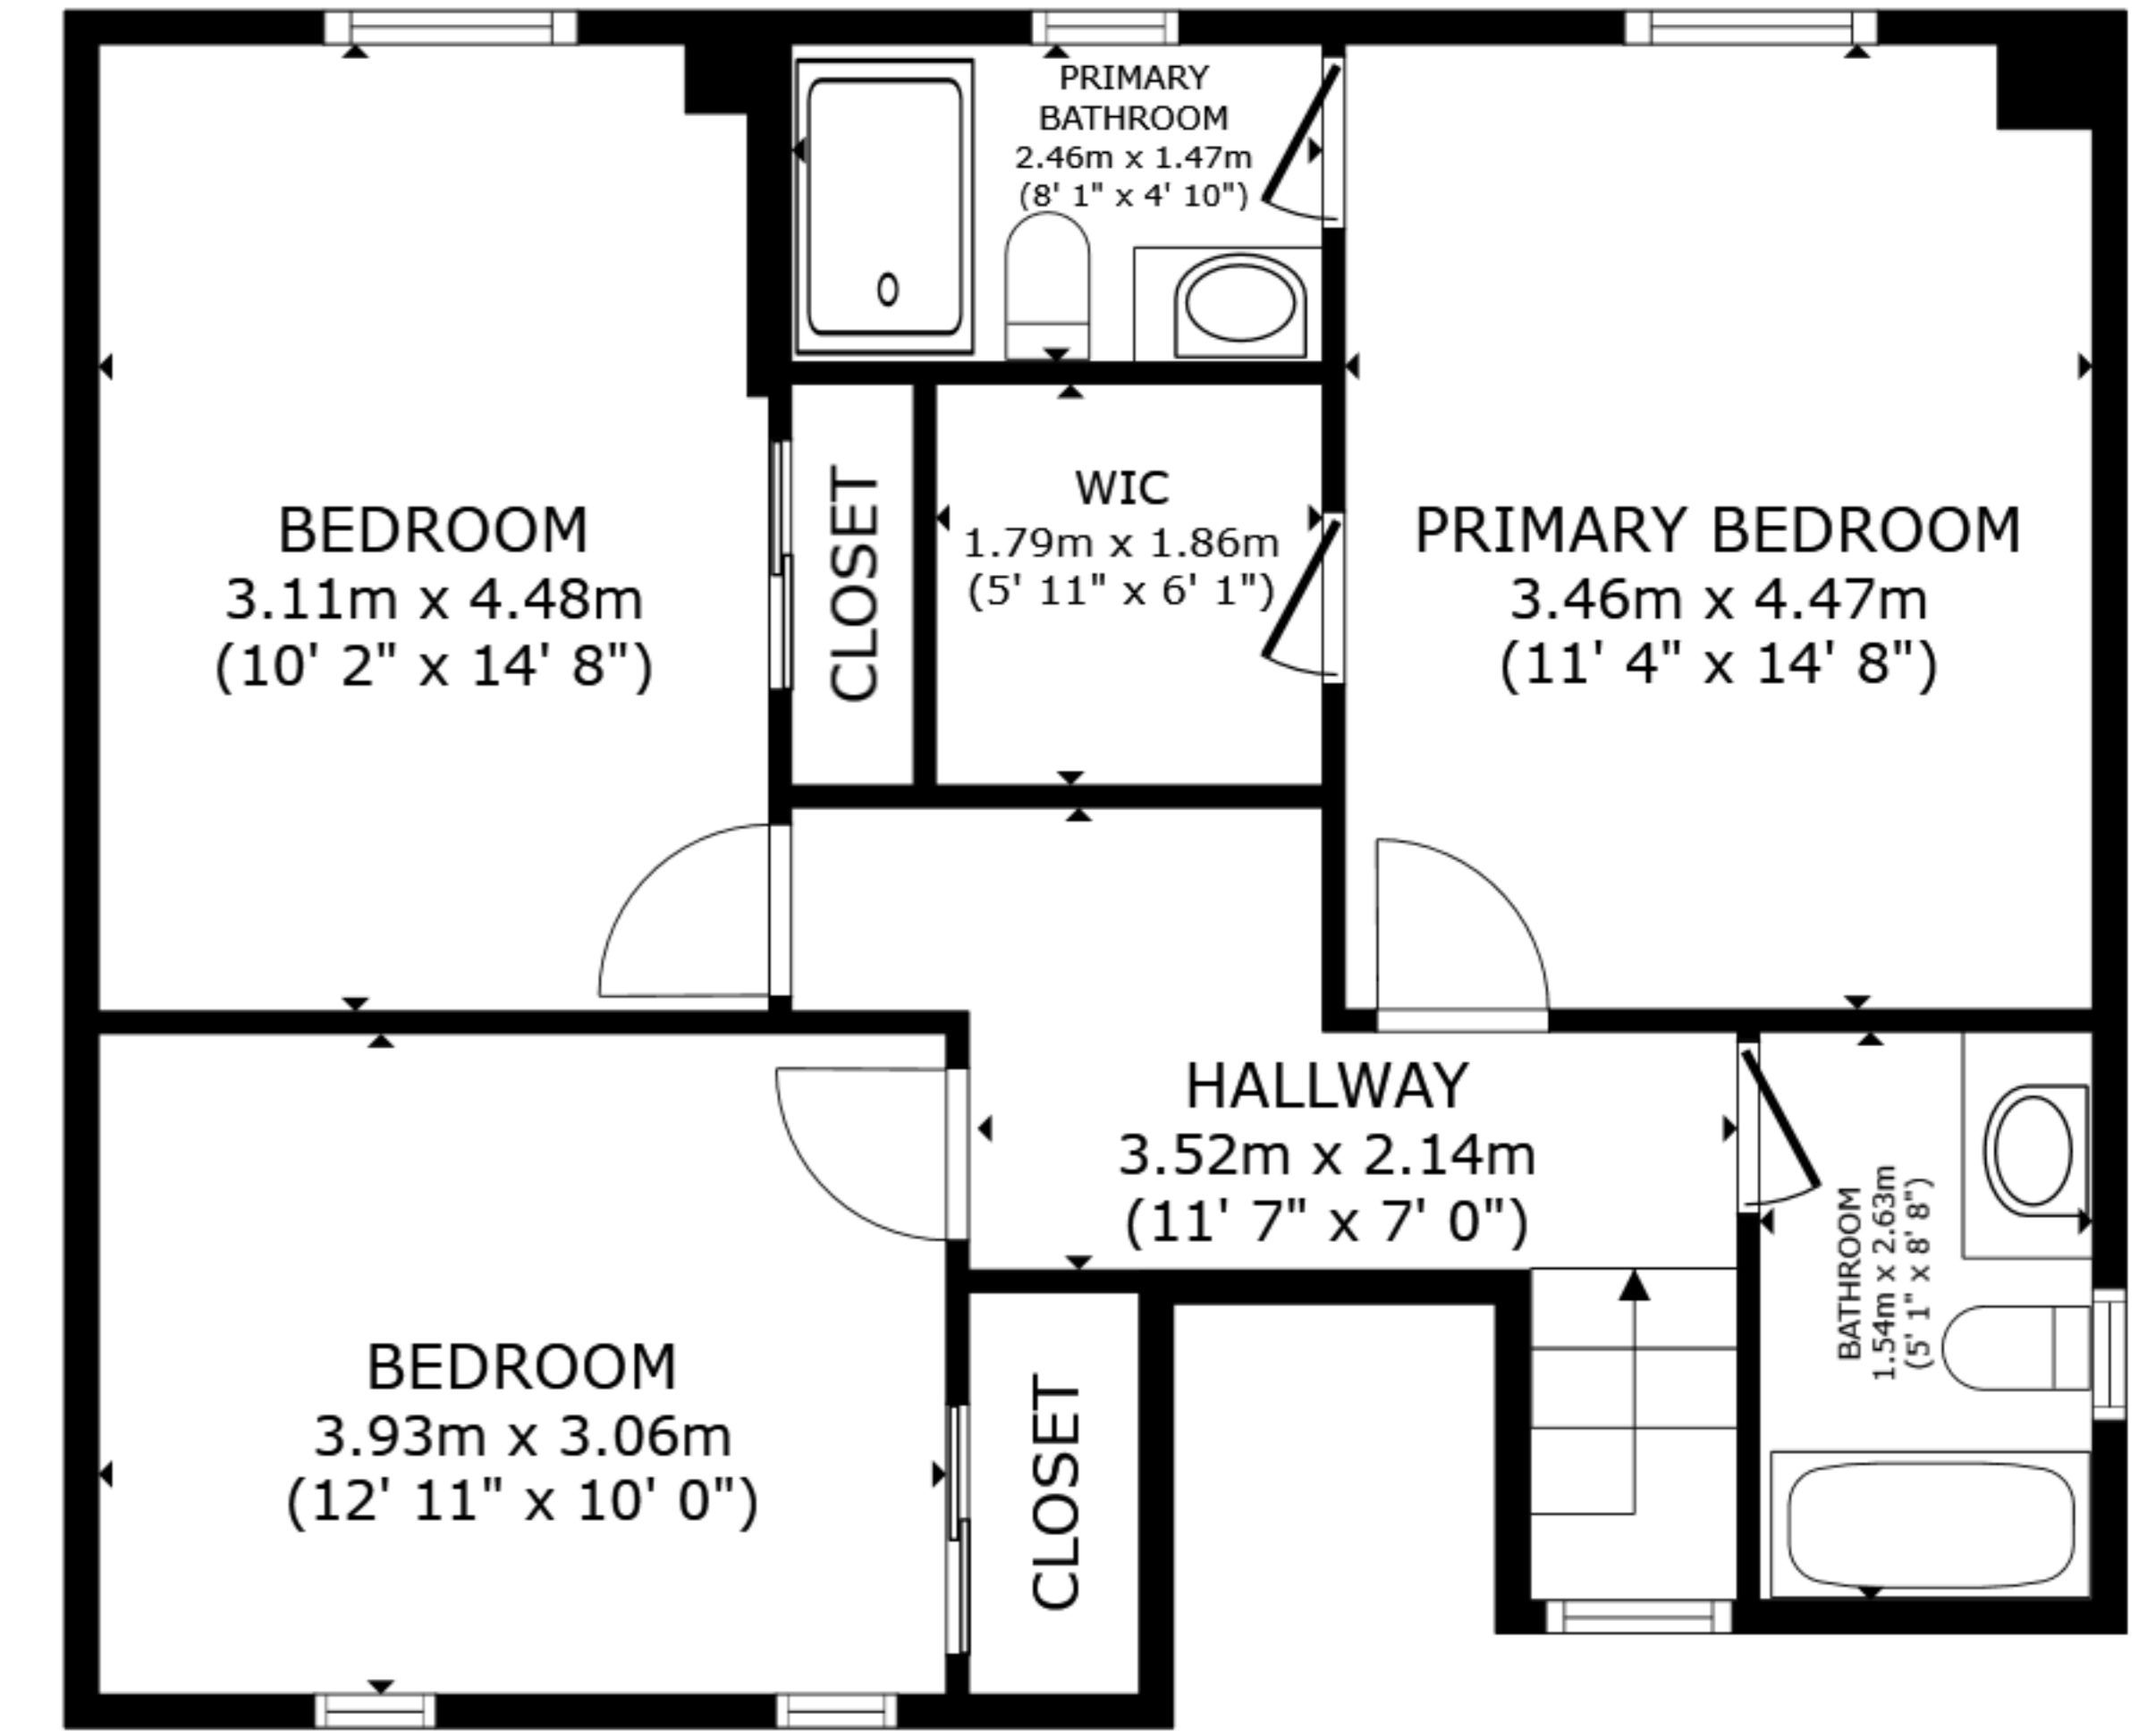 PRIMARY
BATHROOM
2.46m x 1.47m
(8' 1" x 4' 10")
BEDROOM
3.11m x 4.48m
(10' 2" x 14' 8")
CLOSET
WIC
1.79m x 1.86m
(5' 11" x 6' 1")
PRIMARY BEDROOM
3.46m x 4.47m
(11' 4" x 14' 8")
HALLWAY
3.52m x 2.14m
(11' 7" x 7' 0")
BATHROOM
1.54m x 2.63m
(5' 1" x 8' 8")
BEDROOM
3.93m x 3.06m
(12' 11" x 10' 0")
CLOSET